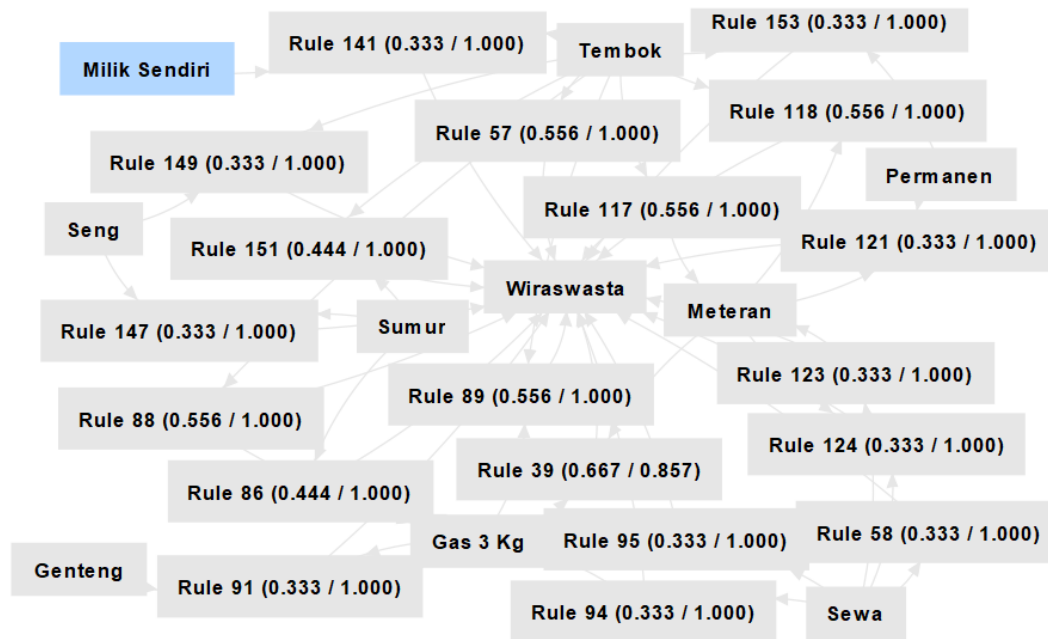 Rule 153 (0.333 / 1.000)
Rule 141 (0.333 / 1.000)
Tembok
Milik Sendiri
Rule 118 (0.556 / 1.000)
Rule 57 (0.556 / 1.000)
Rule 149 (0.333 / 1.000)
Permanen
Rule 117 (0.556 / 1.000)
Seng
Rule 151 (0.444 / 1.000)
Rule 121 (0.333 / 1.000)
Wiraswasta
Meteran
Rule 147 (0.333 / 1.000)
Sumur
Rule 123 (0.333 / 1.000)
Rule 89 (0.556 / 1.000)
Rule 88 (0.556 / 1.000)
Rule 124 (0.333 / 1.000)
Rule 39 (0.667 / 0.857)
Rule 86 (0.444 / 1.000)
Rule 58 (0.333 / 1.000)
Gas 3 Kg
Rule 95 (0.333 / 1.000)
Genteng
Rule 91 (0.333 / 1.000)
Rule 94 (0.333 / 1.000)
Sewa